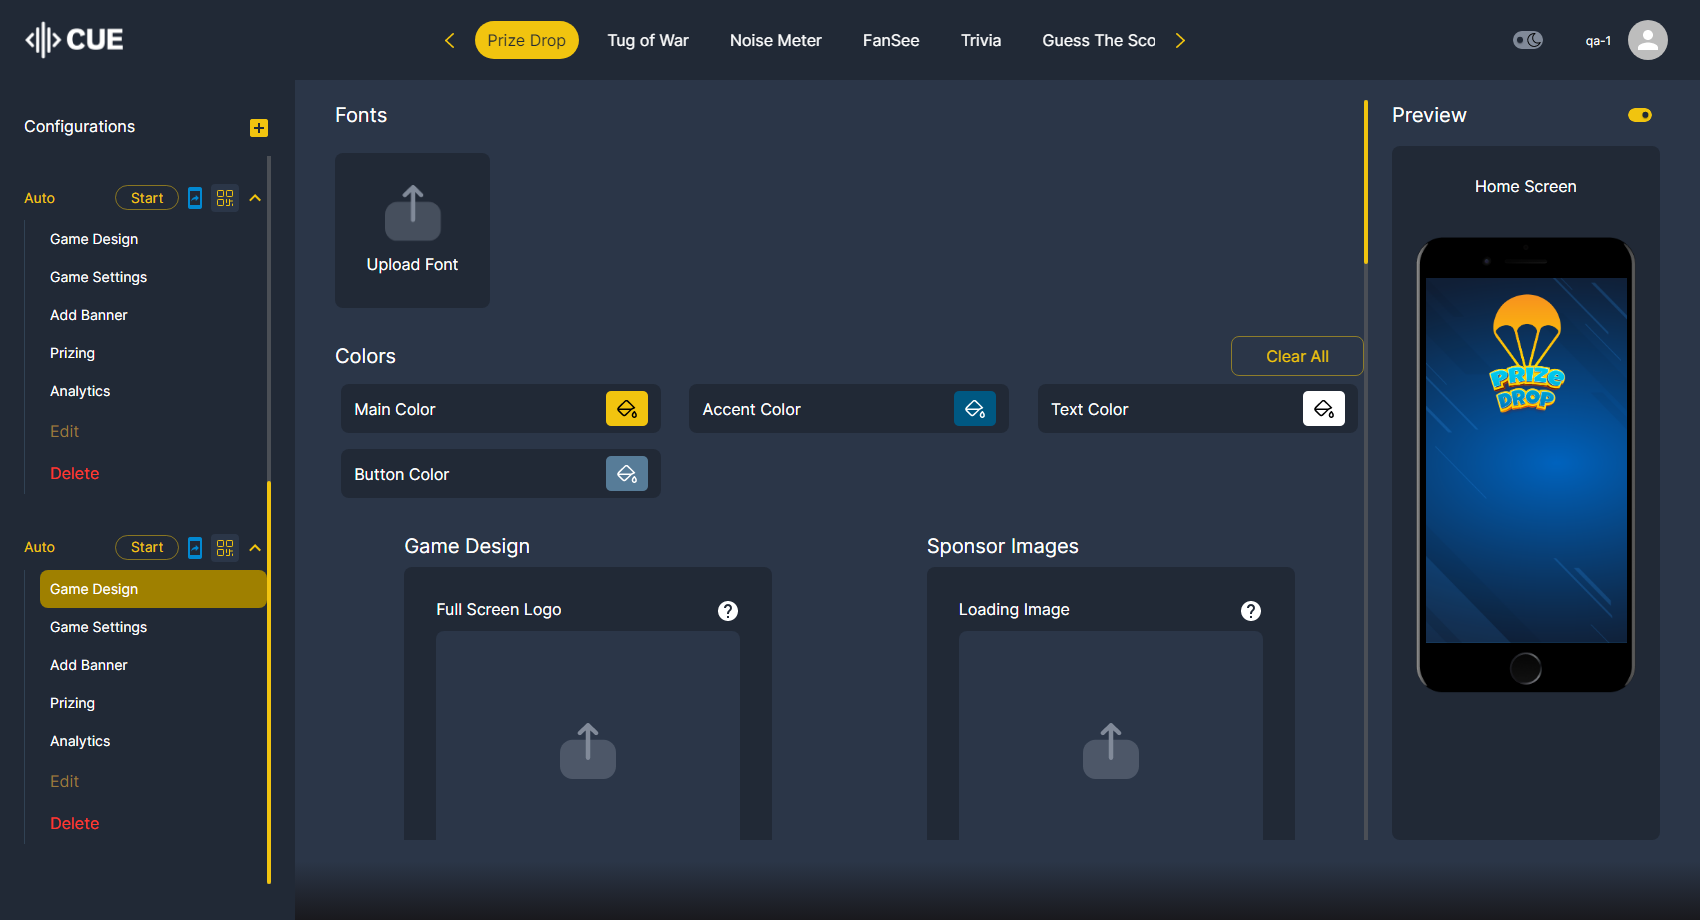 CUE
Prize Drop
Tug of War
Noise Meter
FanSee
Trivia
Guess The Sco
qa-1
Configurations
Auto
Start
Game Design
Game Settings
Add Banner
Prizing
Analytics
Edit
Delete
Auto
Start
Game Design
Game Settings
Add Banner
Prizing
Analytics
Edit
Delete
Fonts
Upload Font
Colors
Clear All
Main Color
Accent Color
Text Color
Button Color
Game Design
Full Screen Logo
?
Sponsor Images
Loading Image
?
Preview
Home Screen
PRIZE
DROP